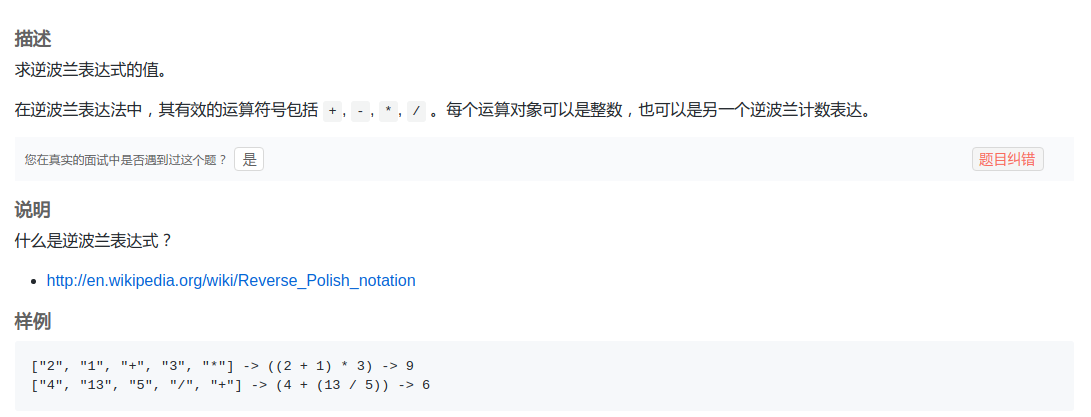 描述
求逆波兰表达式的值。
在逆波兰表达法中，其有效的运算符号包括 +, -, *, / 。每个运算对象可以是整数，也可以是另一个逆波兰计数表达。
您在真实的面试中是否遇到过这个题？ 是 题目纠错
说明
什么是逆波兰表达式？
http://en.wikipedia.org/wiki/Reverse_Polish_notation
样例
["2", "1", "+", "3", "*"] -> ((2 + 1) * 3) -> 9
["4", "13", "5", "/", "+"] -> (4 + (13 / 5)) -> 6